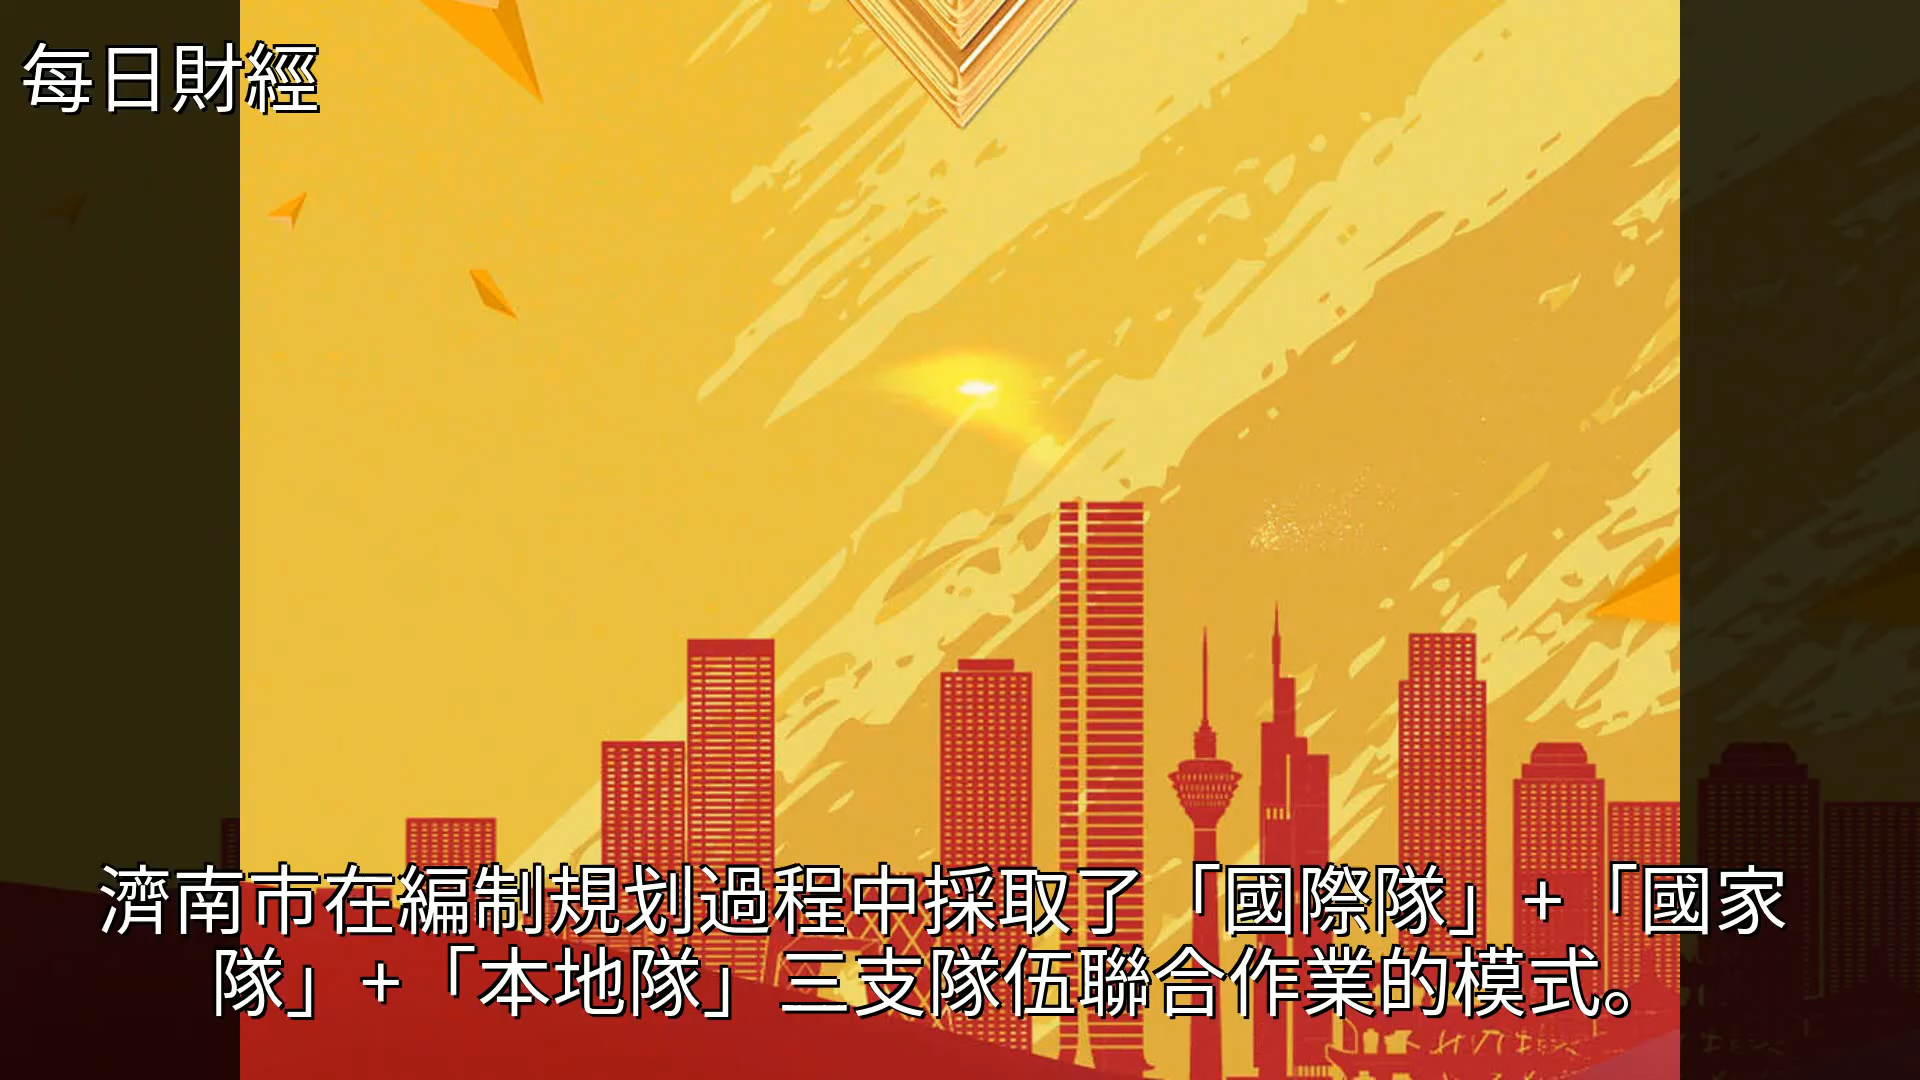 每日財經
濟南市在編制規划過程中採取了「國際隊」+「國家
隊」+「本地隊」三支隊伍聯合作業的模式。